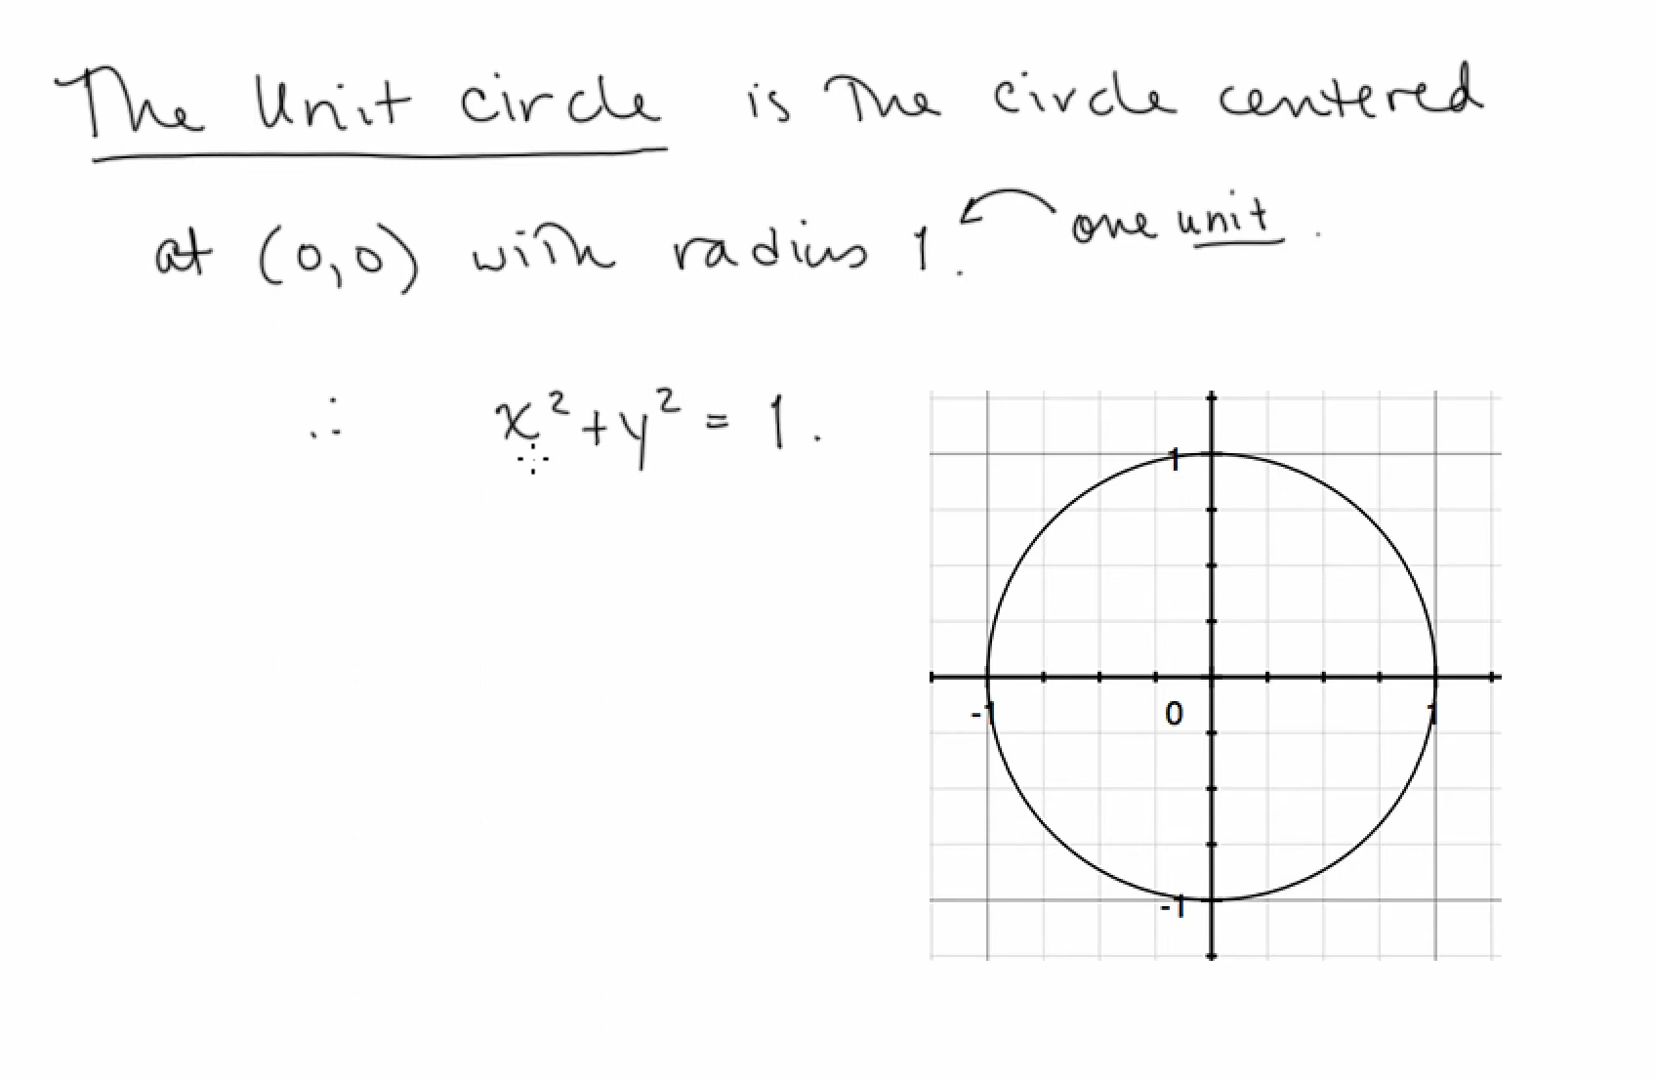 The Unit circle is The circle centered
at (0,0) with radius 1. one unit.
∴ x²+y² = 1.
1
-1 0 1
-1